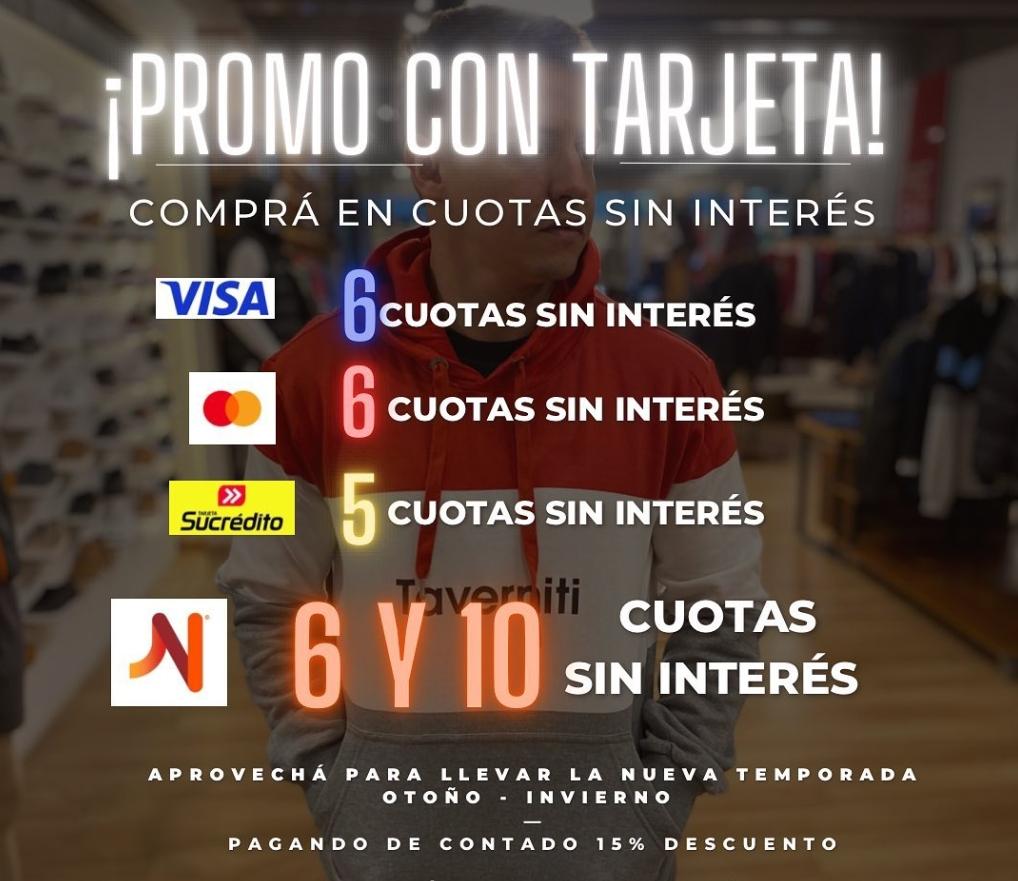 ¡PROMO CON TARJETA!
COMPRÁ EN CUOTAS SIN INTERÉS
VISA 6 CUOTAS SIN INTERÉS
6 CUOTAS SIN INTERÉS
TARJETA
Sucrédito 5 CUOTAS SIN INTERÉS
Taverniti
N 6 Y 10 CUOTAS
SIN INTERÉS
APROVECHÁ PARA LLEVAR LA NUEVA TEMPORADA
OTOÑO - INVIERNO
—
PAGANDO DE CONTADO 15% DESCUENTO